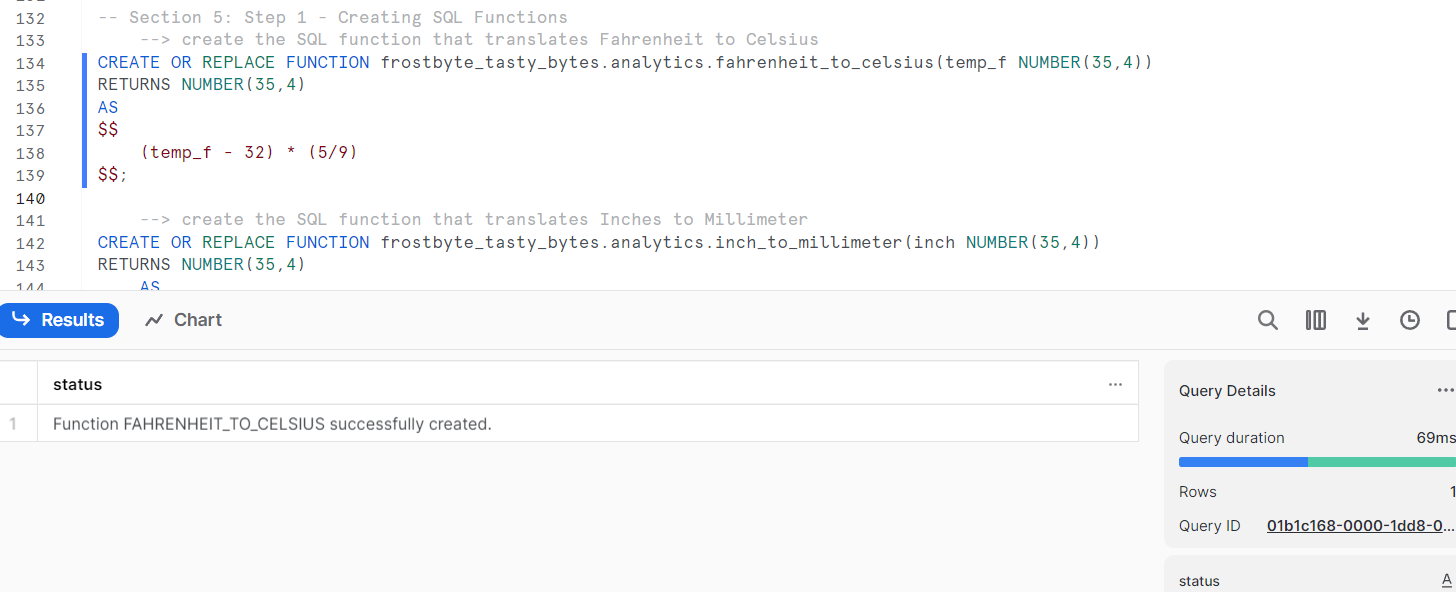 132 -- Section 5: Step 1 - Creating SQL Functions
133 --> create the SQL function that translates Fahrenheit to Celsius
134 CREATE OR REPLACE FUNCTION frostbyte_tasty_bytes.analytics.fahrenheit_to_celsius(temp_f NUMBER(35,4))
135 RETURNS NUMBER(35,4)
136 AS
137 $$
138 (temp_f - 32) * (5/9)
139 $$;
140
141 --> create the SQL function that translates Inches to Millimeter
142 CREATE OR REPLACE FUNCTION frostbyte_tasty_bytes.analytics.inch_to_millimeter(inch NUMBER(35,4))
143 RETURNS NUMBER(35,4)
144 AS
Results Chart
status ...
1 Function FAHRENHEIT_TO_CELSIUS successfully created.
Query Details ...
Query duration 69ms
Rows 1
Query ID 01b1c168-0000-1dd8-0...
status A